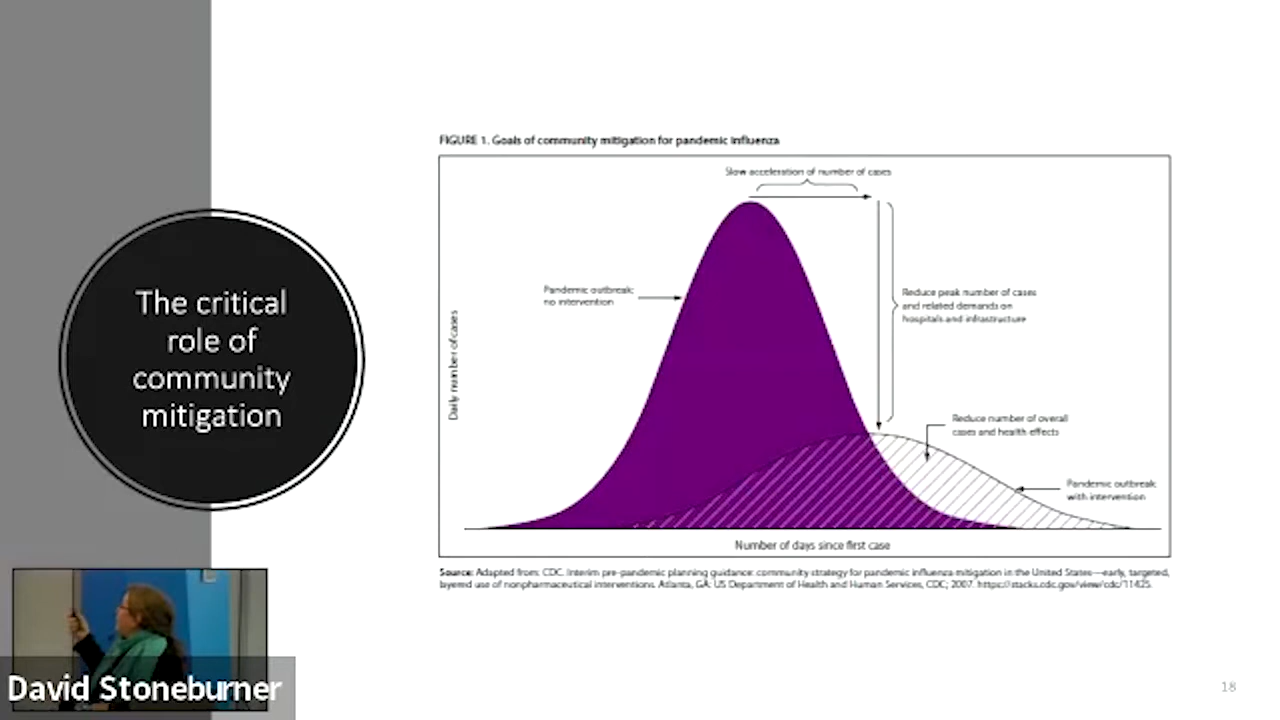 The critical
role of
community
mitigation
FIGURE 1. Goals of community mitigation for pandemic influenza
Slow acceleration of number of cases
Pandemic outbreak:
no intervention
Reduce peak number of cases
and related demands on
hospitals and infrastructure
Daily number of cases
Reduce number of overall
cases and health effects
Pandemic outbreak:
with intervention
Number of days since first case
Source: Adapted from: CDC. Interim pre-pandemic planning guidance: community strategy for pandemic influenza mitigation in the United States—early, targeted,
layered use of nonpharmaceutical interventions. Atlanta, GA: US Department of Health and Human Services, CDC; 2007. https://stacks.cdc.gov/view/cdc/11425.
David Stoneburner
18